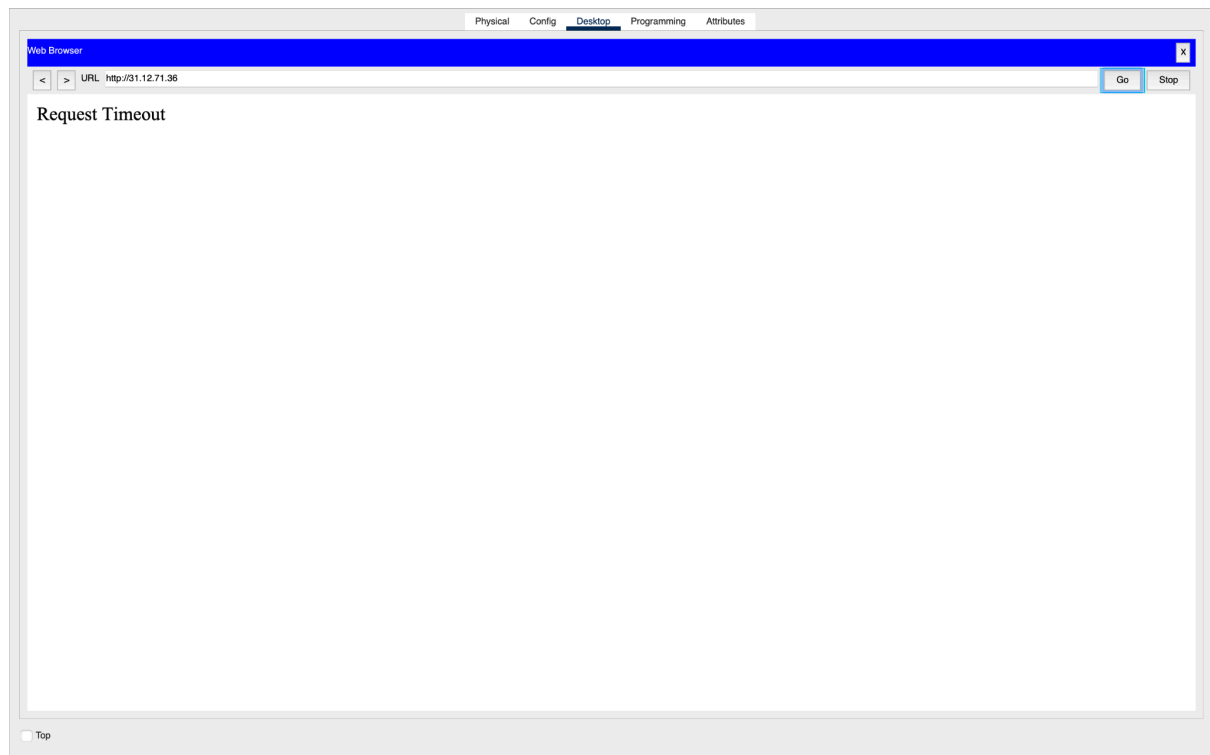 Physical Config Desktop Programming Attributes
Web Browser X
< > URL http://31.12.71.36 Go Stop
Request Timeout
Top